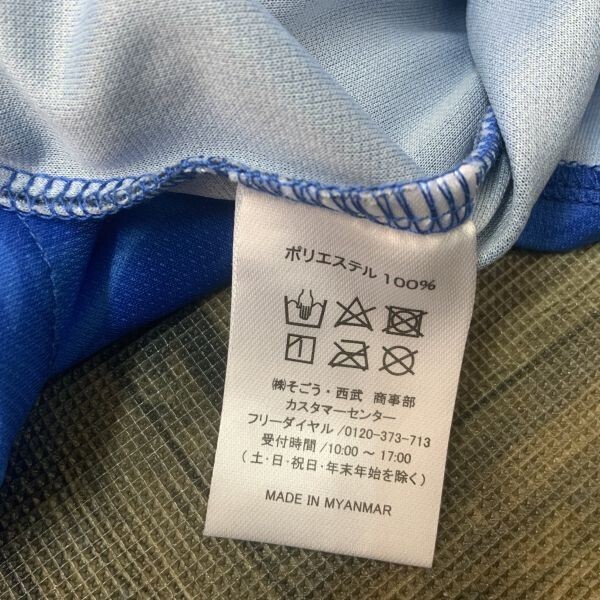 ポリエステル 100%
㈱そごう・西武 商事部
カスタマーセンター
フリーダイヤル/0120-373-713
受付時間/10:00 ～ 17:00
(土・日・祝日・年末年始を除く)
MADE IN MYANMAR